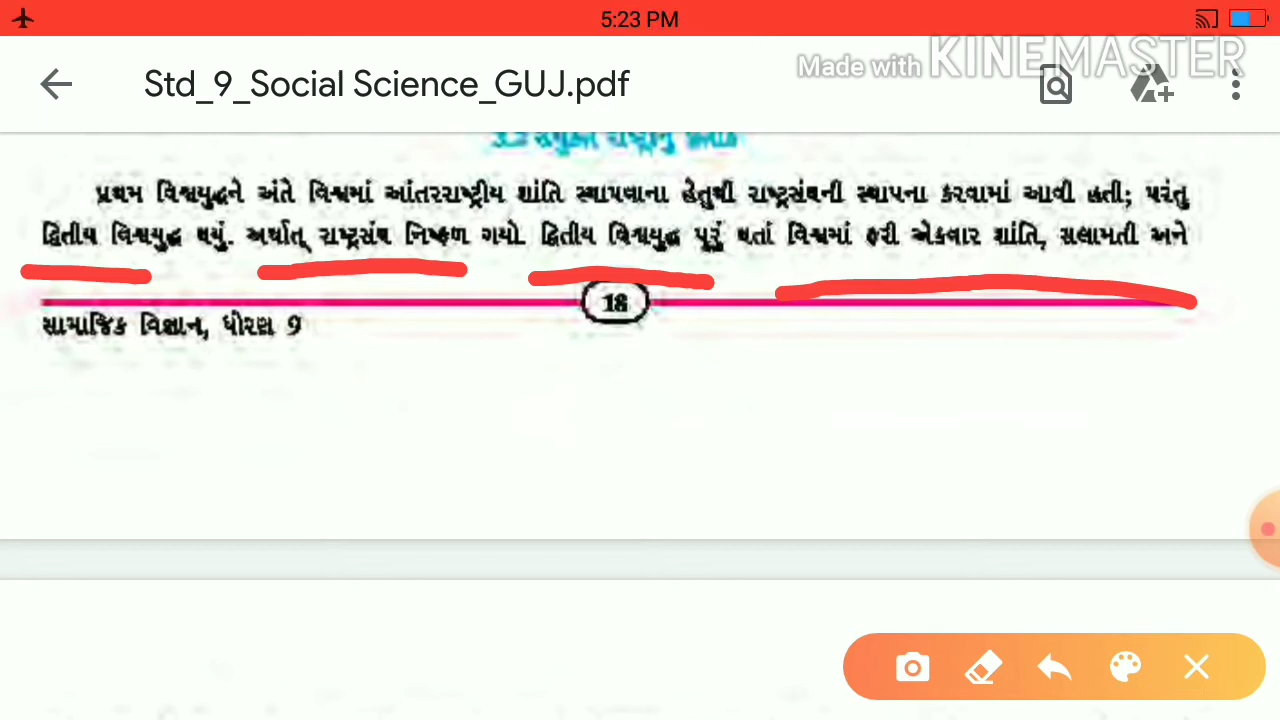 5:23 PM
Made with KINEMASTER
Std_9_Social Science_GUJ.pdf
પ્રથમ વિશ્વયુદ્ધને અંતે વિશ્વમાં આંતરરાષ્ટ્રીય શાંતિ સ્થાપવાના હેતુથી રાષ્ટ્રસંઘની સ્થાપના કરવામાં આવી હતી; પરંતુ
દ્વિતીય વિશ્વયુદ્ધ થયું. અર્થાત્ રાષ્ટ્રસંઘ નિષ્ફળ ગયો. દ્વિતીય વિશ્વયુદ્ધ પૂરું થતાં વિશ્વમાં ફરી એકવાર શાંતિ, સલામતી અને
18
સામાજિક વિજ્ઞાન, ધોરણ 9